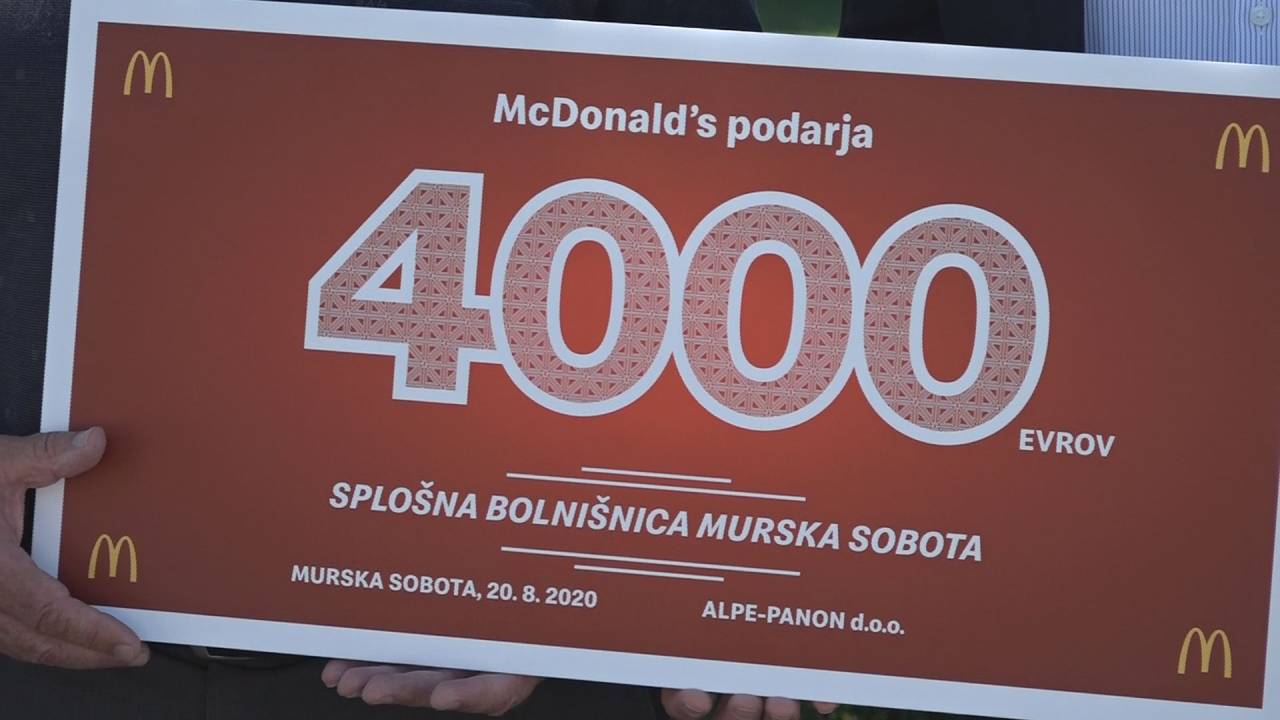 McDonald's podarja
4000
EVROV
SPLOŠNA BOLNIŠNICA MURSKA SOBOTA
MURSKA SOBOTA, 20. 8. 2020
ALPE-PANON d.o.o.